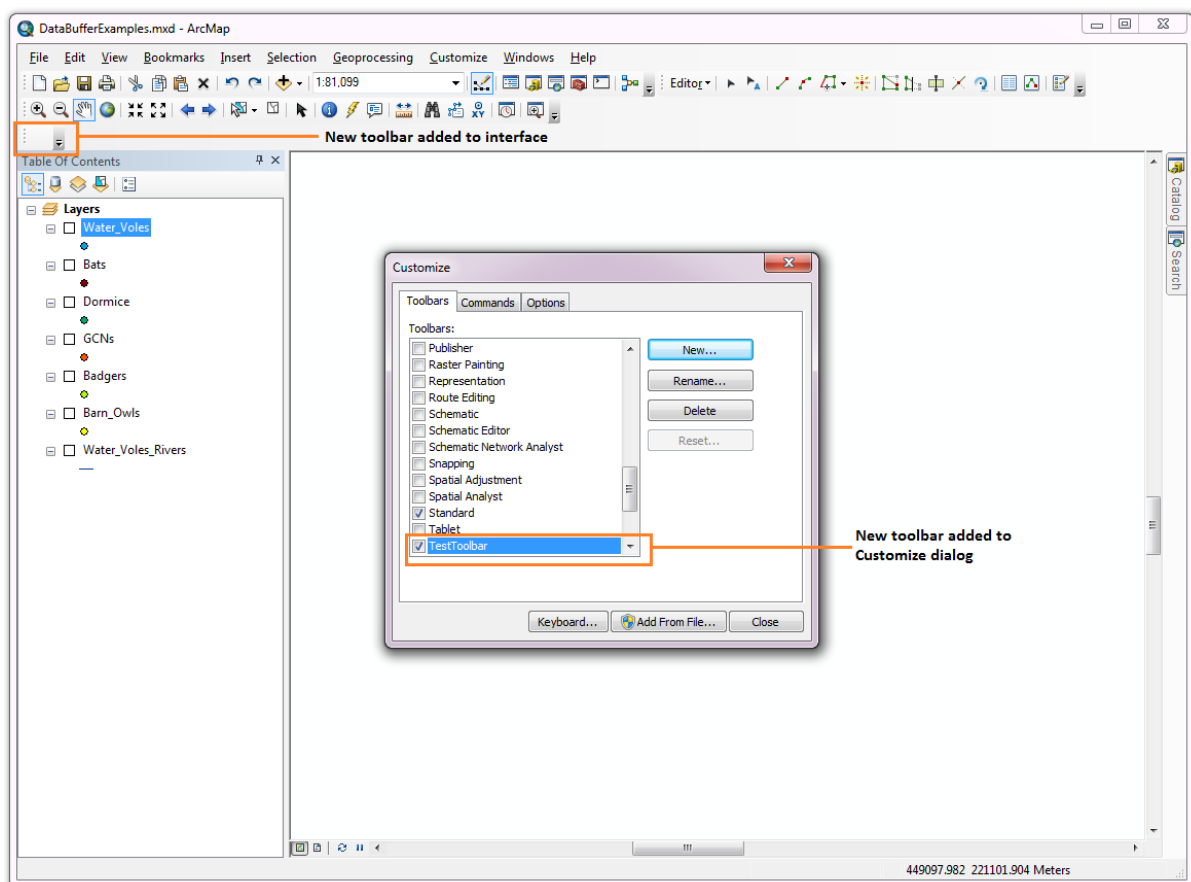 DataBufferExamples.mxd - ArcMap
File Edit View Bookmarks Insert Selection Geoprocessing Customize Windows Help
1:81,099 Editor
New toolbar added to interface
Table Of Contents
Layers
Water_Voles
Bats
Dormice
GCNs
Badgers
Barn_Owls
Water_Voles_Rivers
Catalog
Search
Customize
Toolbars Commands Options
Toolbars:
Publisher
Raster Painting
Representation
Route Editing
Schematic
Schematic Editor
Schematic Network Analyst
Snapping
Spatial Adjustment
Spatial Analyst
Standard
Tablet
TestToolbar
New...
Rename...
Delete
Reset...
New toolbar added to
Customize dialog
Keyboard... Add From File... Close
449097.982 221101.904 Meters